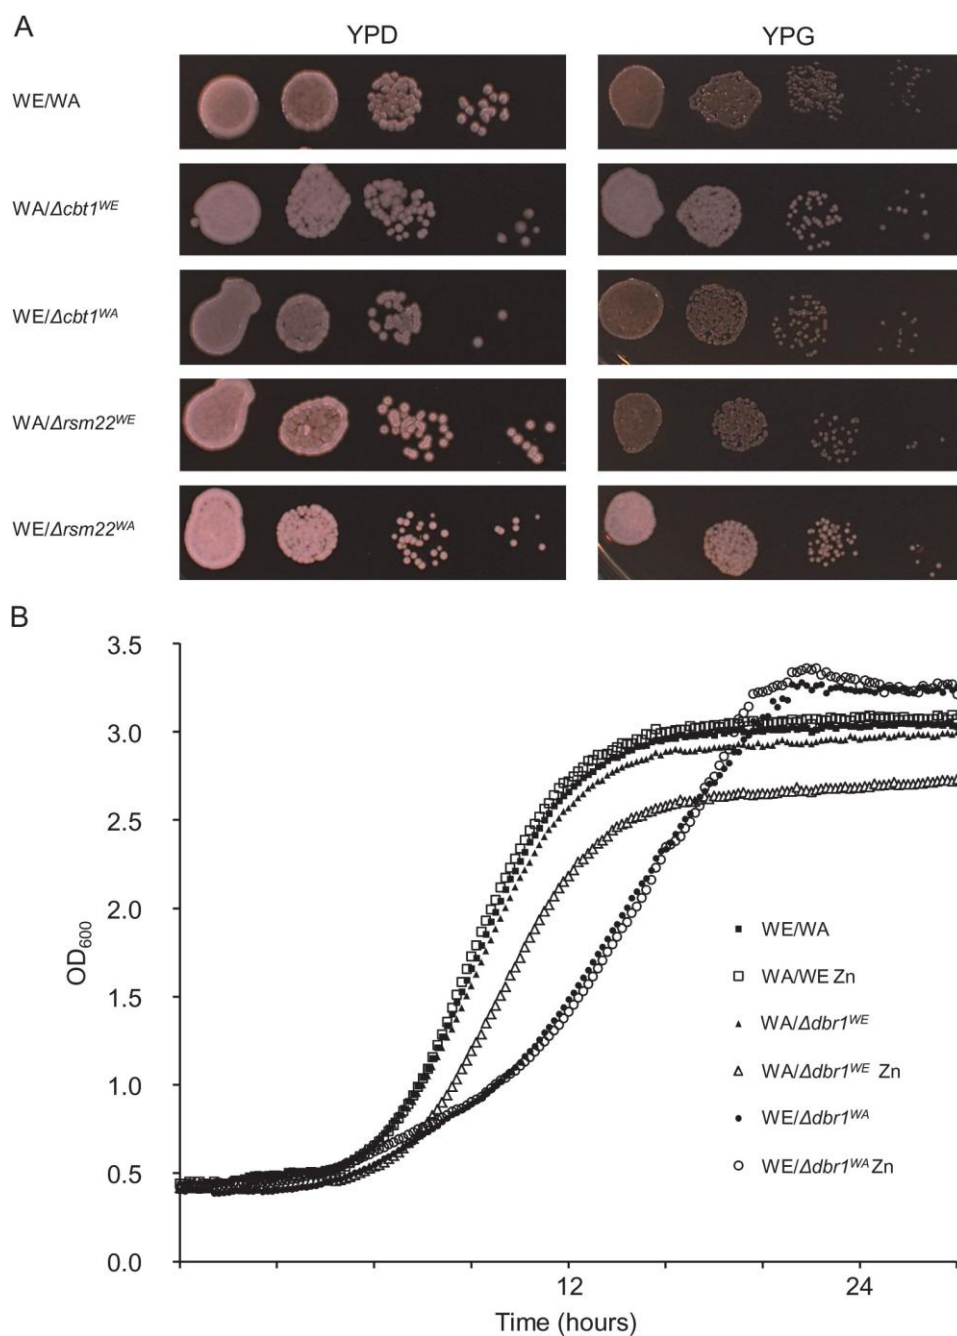 A
YPD YPG
WE/WA
WA/Δcbt1WE
WE/Δcbt1WA
WA/Δrsm22WE
WE/Δrsm22WA
B
3.5
3.0
2.5
2.0
1.5
1.0
0.5
0.0
OD600
WE/WA
WA/WE Zn
WA/Δdbr1WE
WA/Δdbr1WE Zn
WE/Δdbr1WA
WE/Δdbr1WA Zn
12 24
Time (hours)